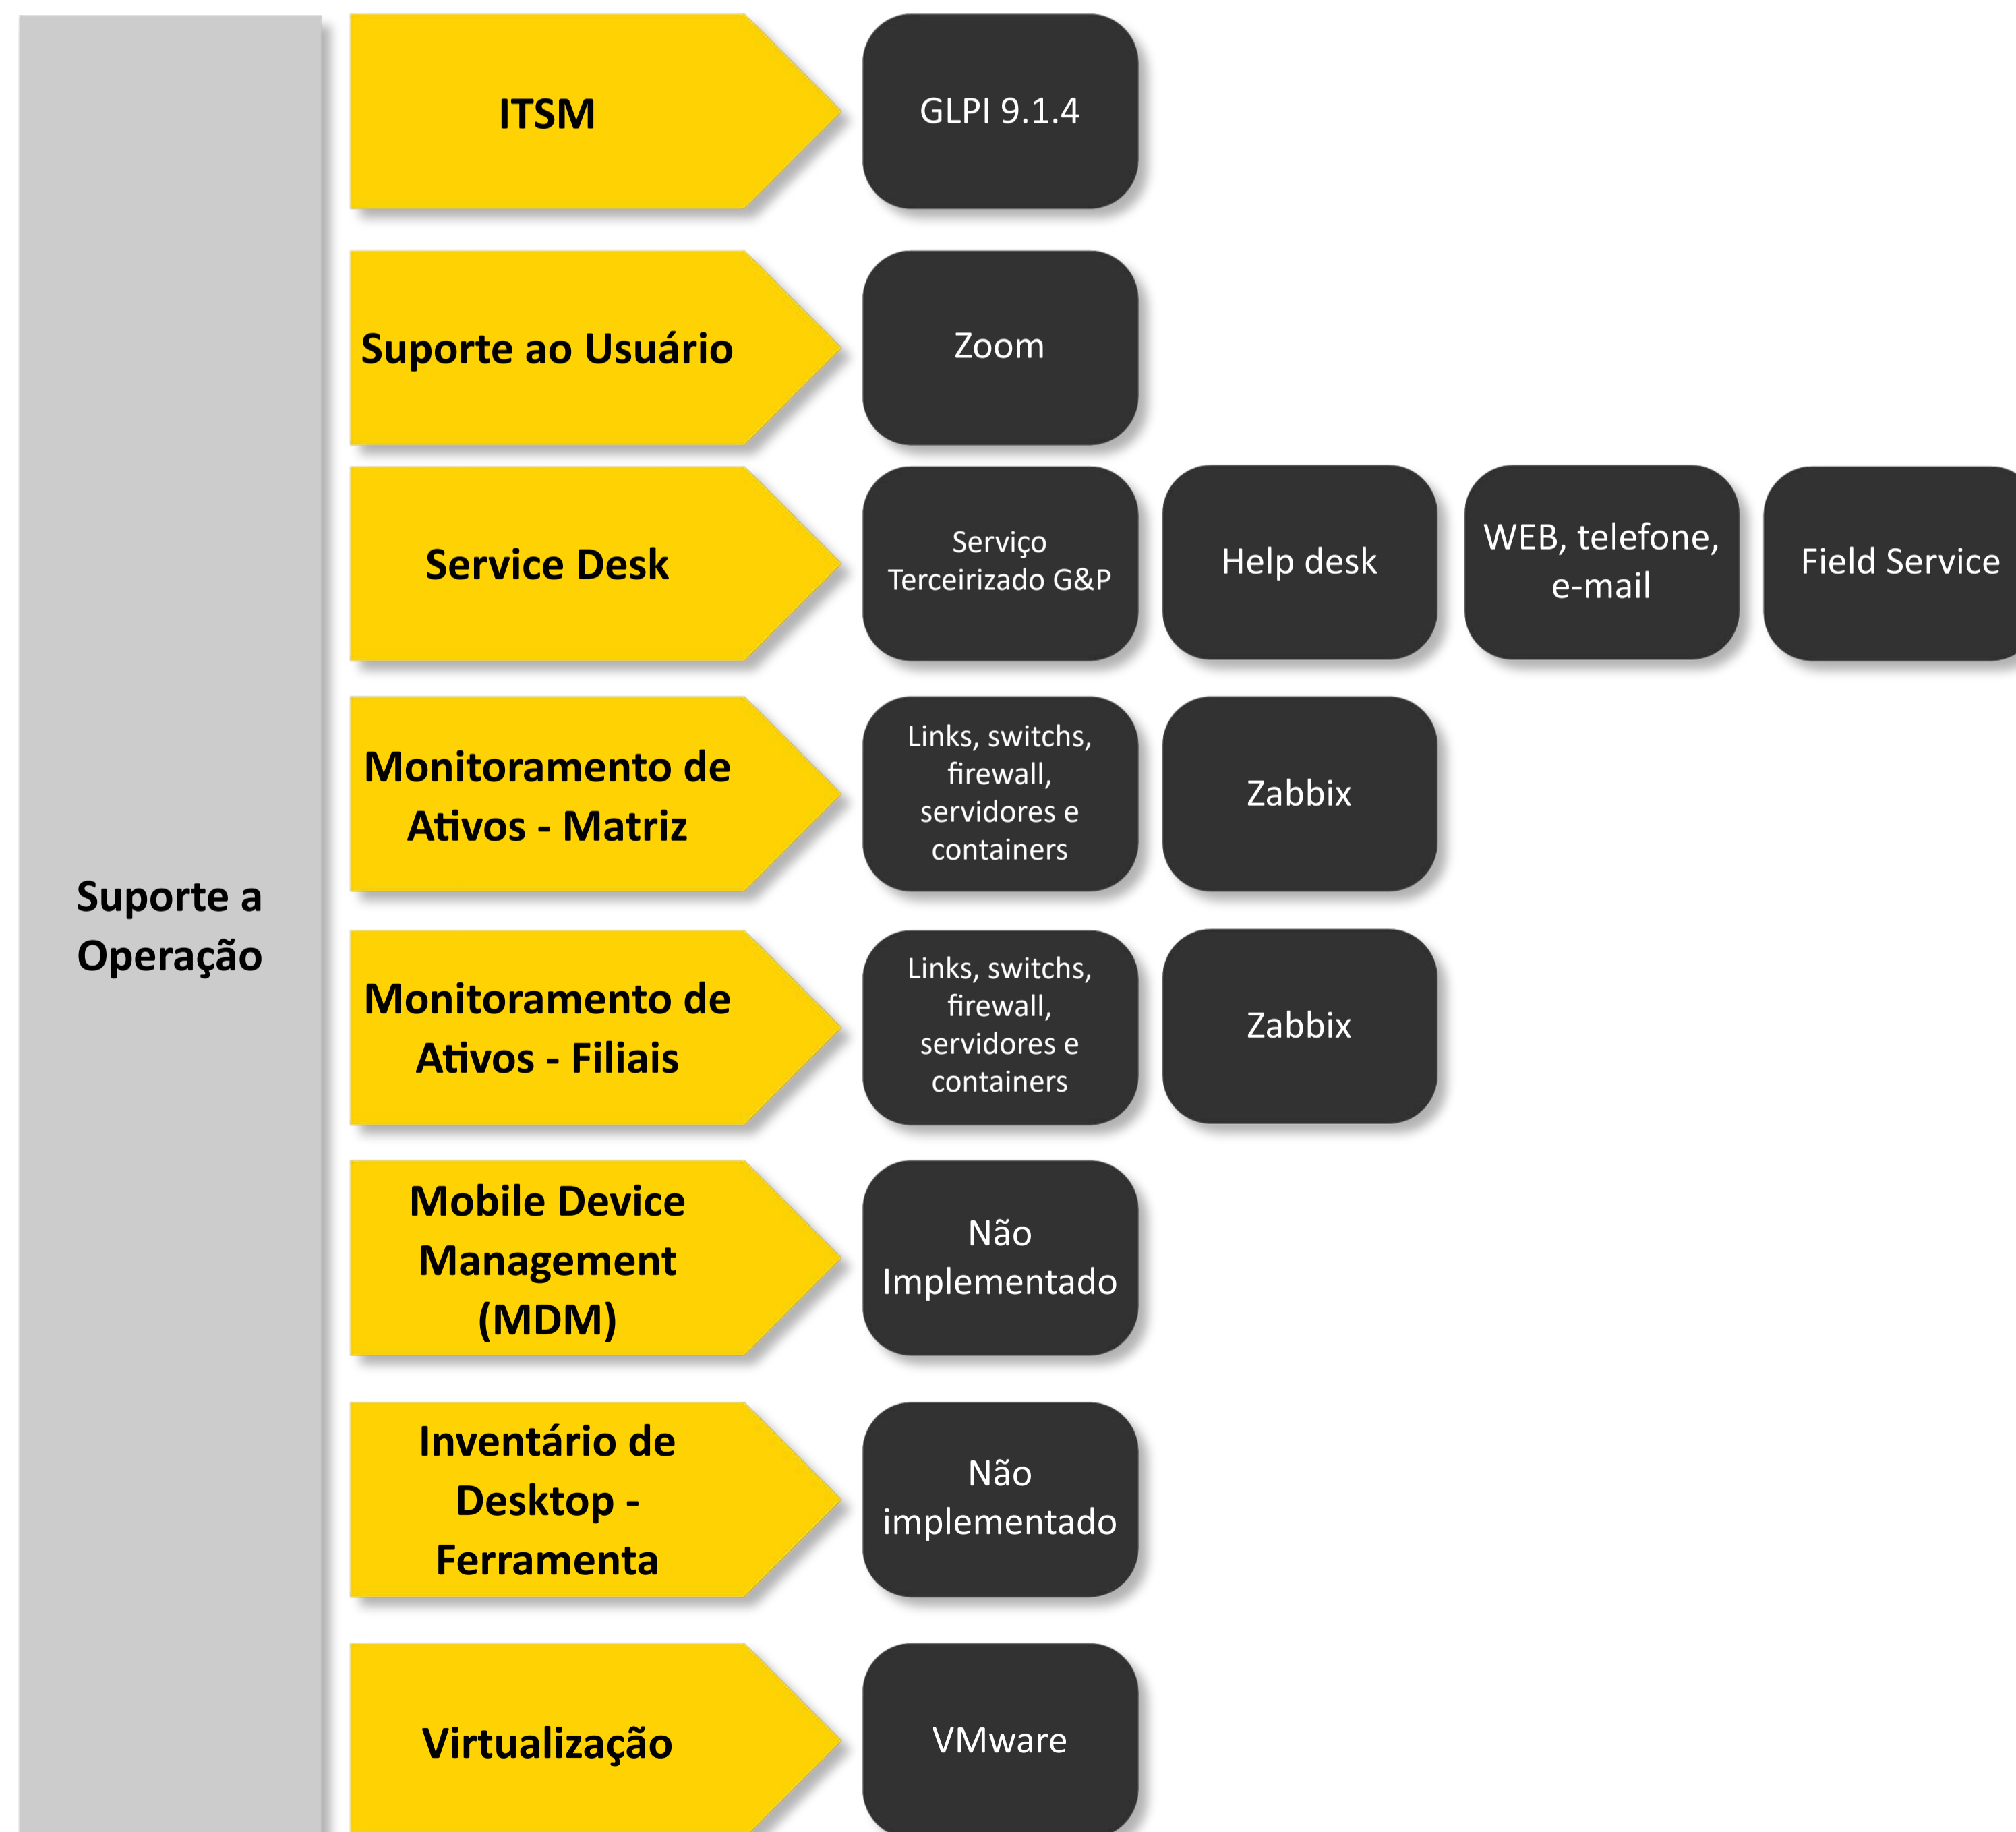 Suporte a
Operação
ITSM
GLPI 9.1.4
Suporte ao Usuário
Zoom
Service Desk
Serviço
Terceirizado G&P
Help desk
WEB, telefone,
e-mail
Field Service
Monitoramento de
Ativos - Matriz
Links, switchs,
firewall,
servidores e
containers
Zabbix
Monitoramento de
Ativos - Filiais
Links, switchs,
firewall,
servidores e
containers
Zabbix
Mobile Device
Management
(MDM)
Não
Implementado
Inventário de
Desktop -
Ferramenta
Não
implementado
Virtualização
VMware